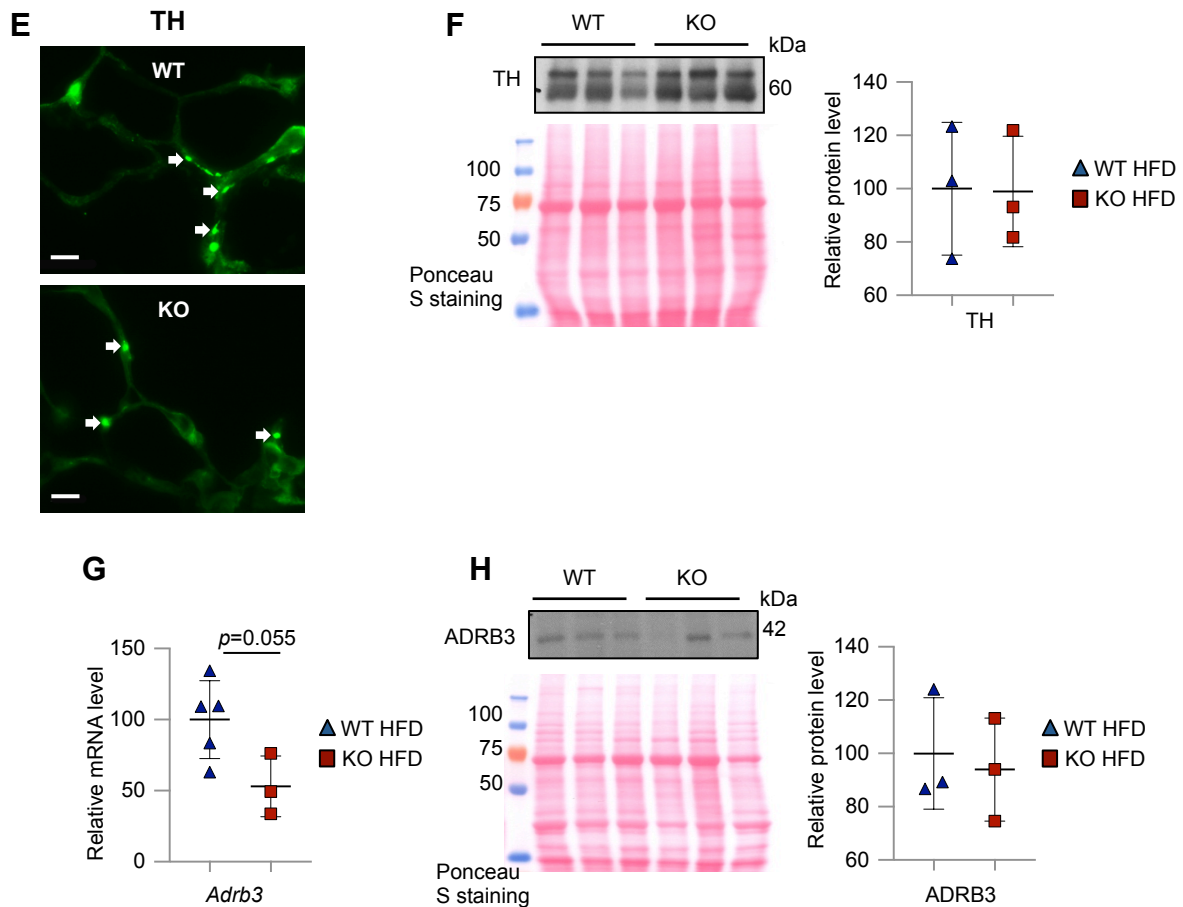 E
TH
WT
KO
F
WT KO
kDa
TH
60
100
75
50
Ponceau
S staining
140
120
100
80
60
Relative protein level
TH
WT HFD
KO HFD
G
p=0.055
150
100
50
0
Relative mRNA level
Adrb3
WT HFD
KO HFD
H
WT KO
kDa
ADRB3
42
100
75
50
Ponceau
S staining
140
120
100
80
60
Relative protein level
ADRB3
WT HFD
KO HFD